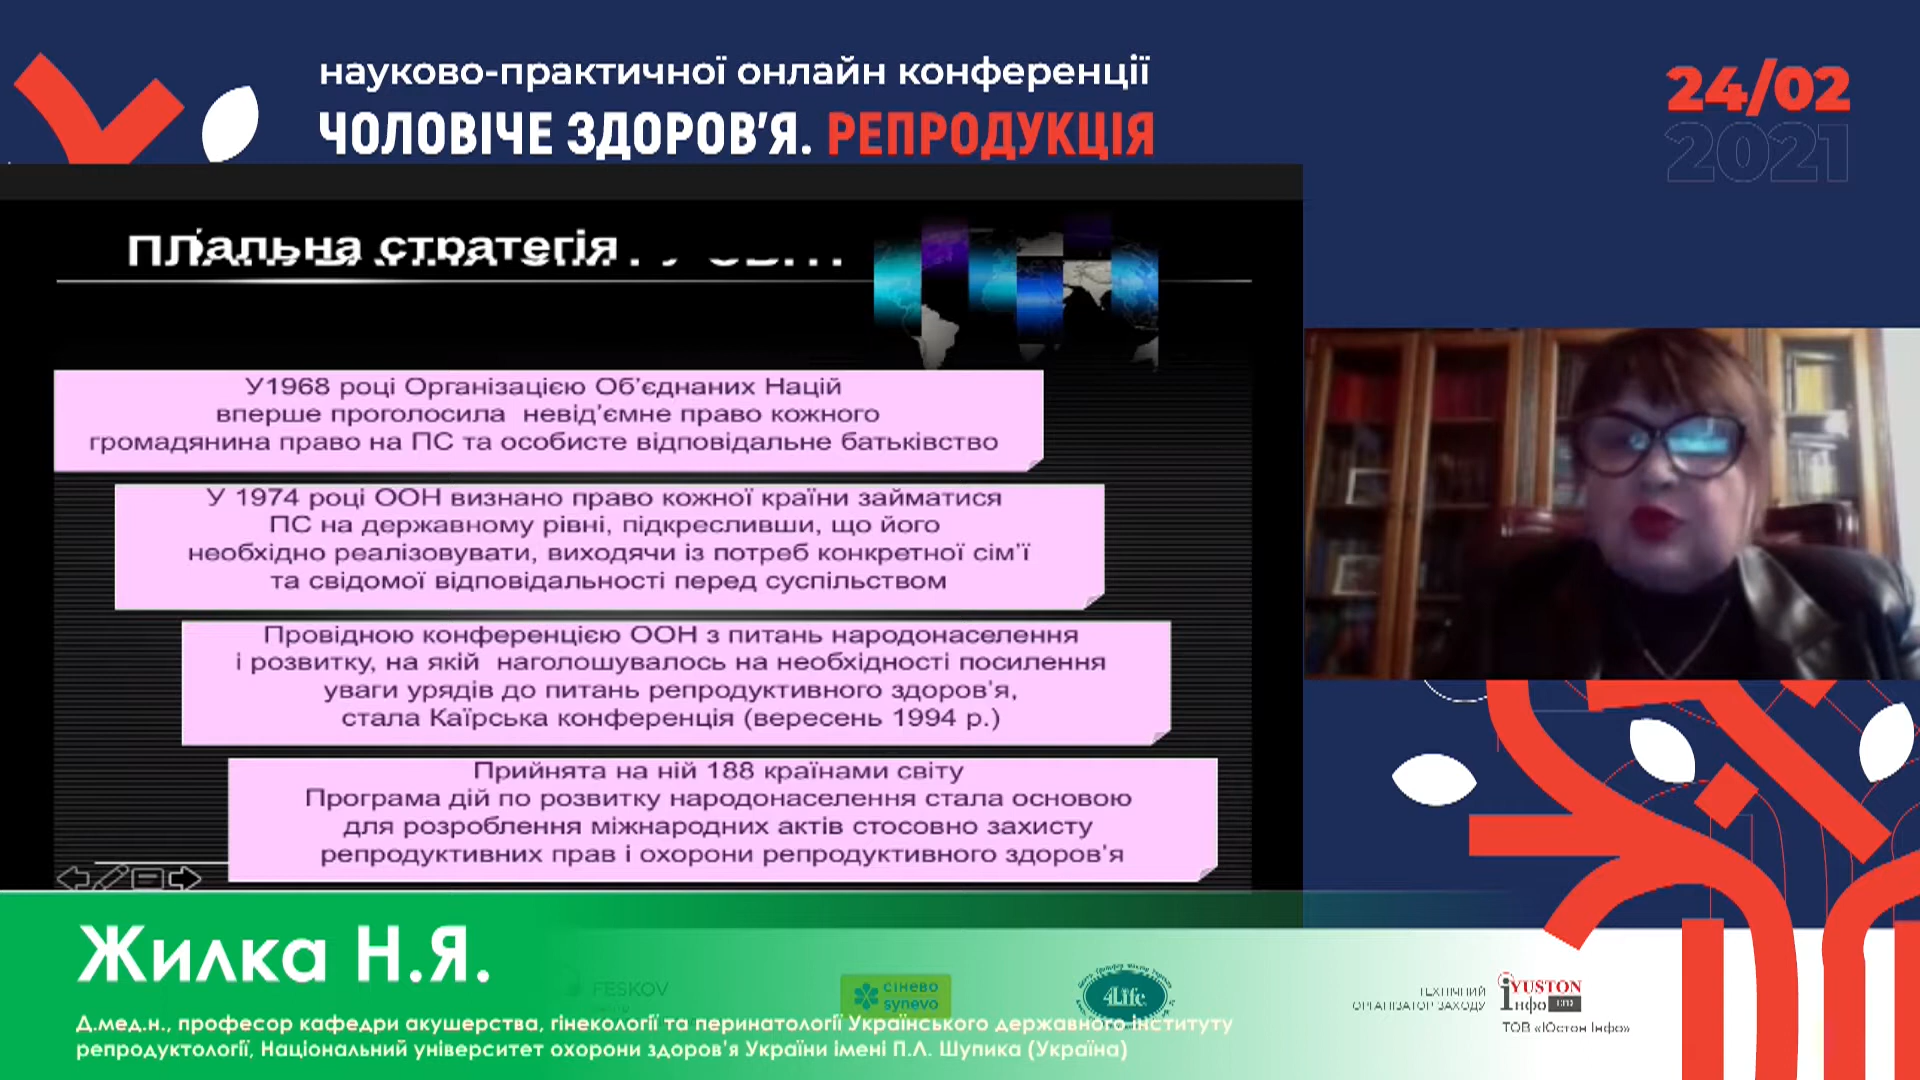 науково-практичної онлайн конференції
ЧОЛОВІЧЕ ЗДОРОВ'Я. РЕПРОДУКЦІЯ
24/02
2021
стратегія
У1968 році Організацією Об'єднаних Націй
вперше проголосила невід'ємне право кожного
громадянина право на ПС та особисте відповідальне батьківство
У 1974 році ООН визнано право кожної країни займатися
ПС на державному рівні, підкресливши, що його
необхідно реалізовувати, виходячи із потреб конкретної сім'ї
та свідомої відповідальності перед суспільством
Провідною конференцією ООН з питань народонаселення
і розвитку, на якій наголошувалось на необхідності посилення
уваги урядів до питань репродуктивного здоров'я,
стала Каїрська конференція (вересень 1994 р.)
Прийнята на ній 188 країнами світу
Програма дій по розвитку народонаселення стала основою
для розроблення міжнародних актів стосовно захисту
репродуктивних прав і охорони репродуктивного здоров'я
Жилка Н.Я.
Д.мед.н., професор кафедри акушерства, гінекології та перинатології Українського державного інституту
репродуктології, Національний університет охорони здоров'я України імені П.Л. Шупика (Україна)
FESKOV
сінево
synevo
4Life
ТЕХНІЧНИЙ
ОРГАНІЗАТОР ЗАХОДУ
YUSTON
Інфо LTD
ТОВ «Юстон Інфо»